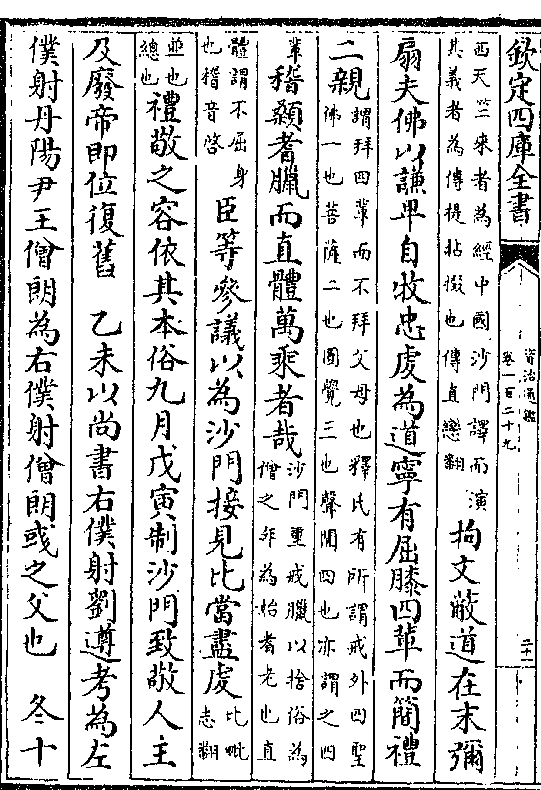 欽定四庫全書
資治通鑑
卷一百二十九
二十一
西天竺來者為經中國沙門譯而演
其義者為傳提拈掇也傳直戀翻
拘文蔽道在末彌
扇夫佛以謙卑自牧忠虔為道寧有屈膝四輩而簡禮
二親
謂拜四輩而不拜父母也釋氏有所謂戒外四聖
佛一也菩薩二也圓覺三也聲聞四也亦謂之四
輩
稽顙耆臘而直體萬乘者哉
沙門重戒臘以捨俗為
僧之年為始耆老也直
體謂不屈身
也稽音啓
臣等參議以為沙門接見比當盡虔
比毗
志翻
並也
總也
禮敬之容依其本俗九月戊寅制沙門致敬人主
及廢帝即位復舊 乙未以尚書右僕射劉遵考為左
僕射丹陽尹王僧朗為右僕射僧朗彧之父也 冬十